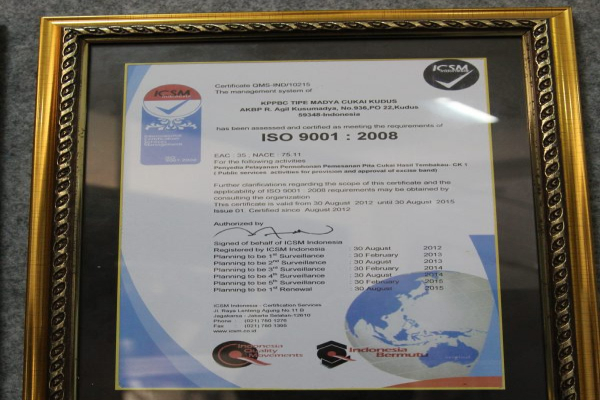 ICSM
ICSM
INDONESIA
Certificate QMS-IND/10215
The management system of
KPPBC TIPE MADYA CUKAI KUDUS
AKBP R. Agil Kusumadya, No.936,PO 22,Kudus
59348-Indonesia
has been assessed and certified as meeting the requirements of
ISO 9001 : 2008
EAC : 35 ; NACE : 75.11
For the following activities
Penyedia Pelayanan Permohonan Pemesanan Pita Cukai Hasil Tembakau- CK 1
( Public services activities for provision and approval of excise band)
Further clarifications regarding the scope of this certificate and the
applicability of ISO 9001 : 2008 requirements may be obtained by
consulting the organization
This certificate is valid from 30 August 2012 until 30 August 2015
Issue 01 Certified since August 2012
Authorized by
Signed of behalf of ICSM Indonesia
Registered by ICSM Indonesia 30 August 2012
Planning to be 1st Surveillance 30 February 2013
Planning to be 2nd Surveillance 30 August 2013
Planning to be 3rd Surveillance 30 February 2014
Planning to be 4th Surveillance 30 August 2014
Planning to be 5th Surveillance 30 February 2015
Planning to be 1st Renewal 30 August 2015
ICSM Indonesia - Certification Services
Jl. Raya Lenteng Agung No.11 B
Jagakarsa - Jakarta Selatan-12610
Phone (021) 780 1276
Fax (021) 780 1365
Indonesia
Quality
Movements
Indonesia
Bermutu